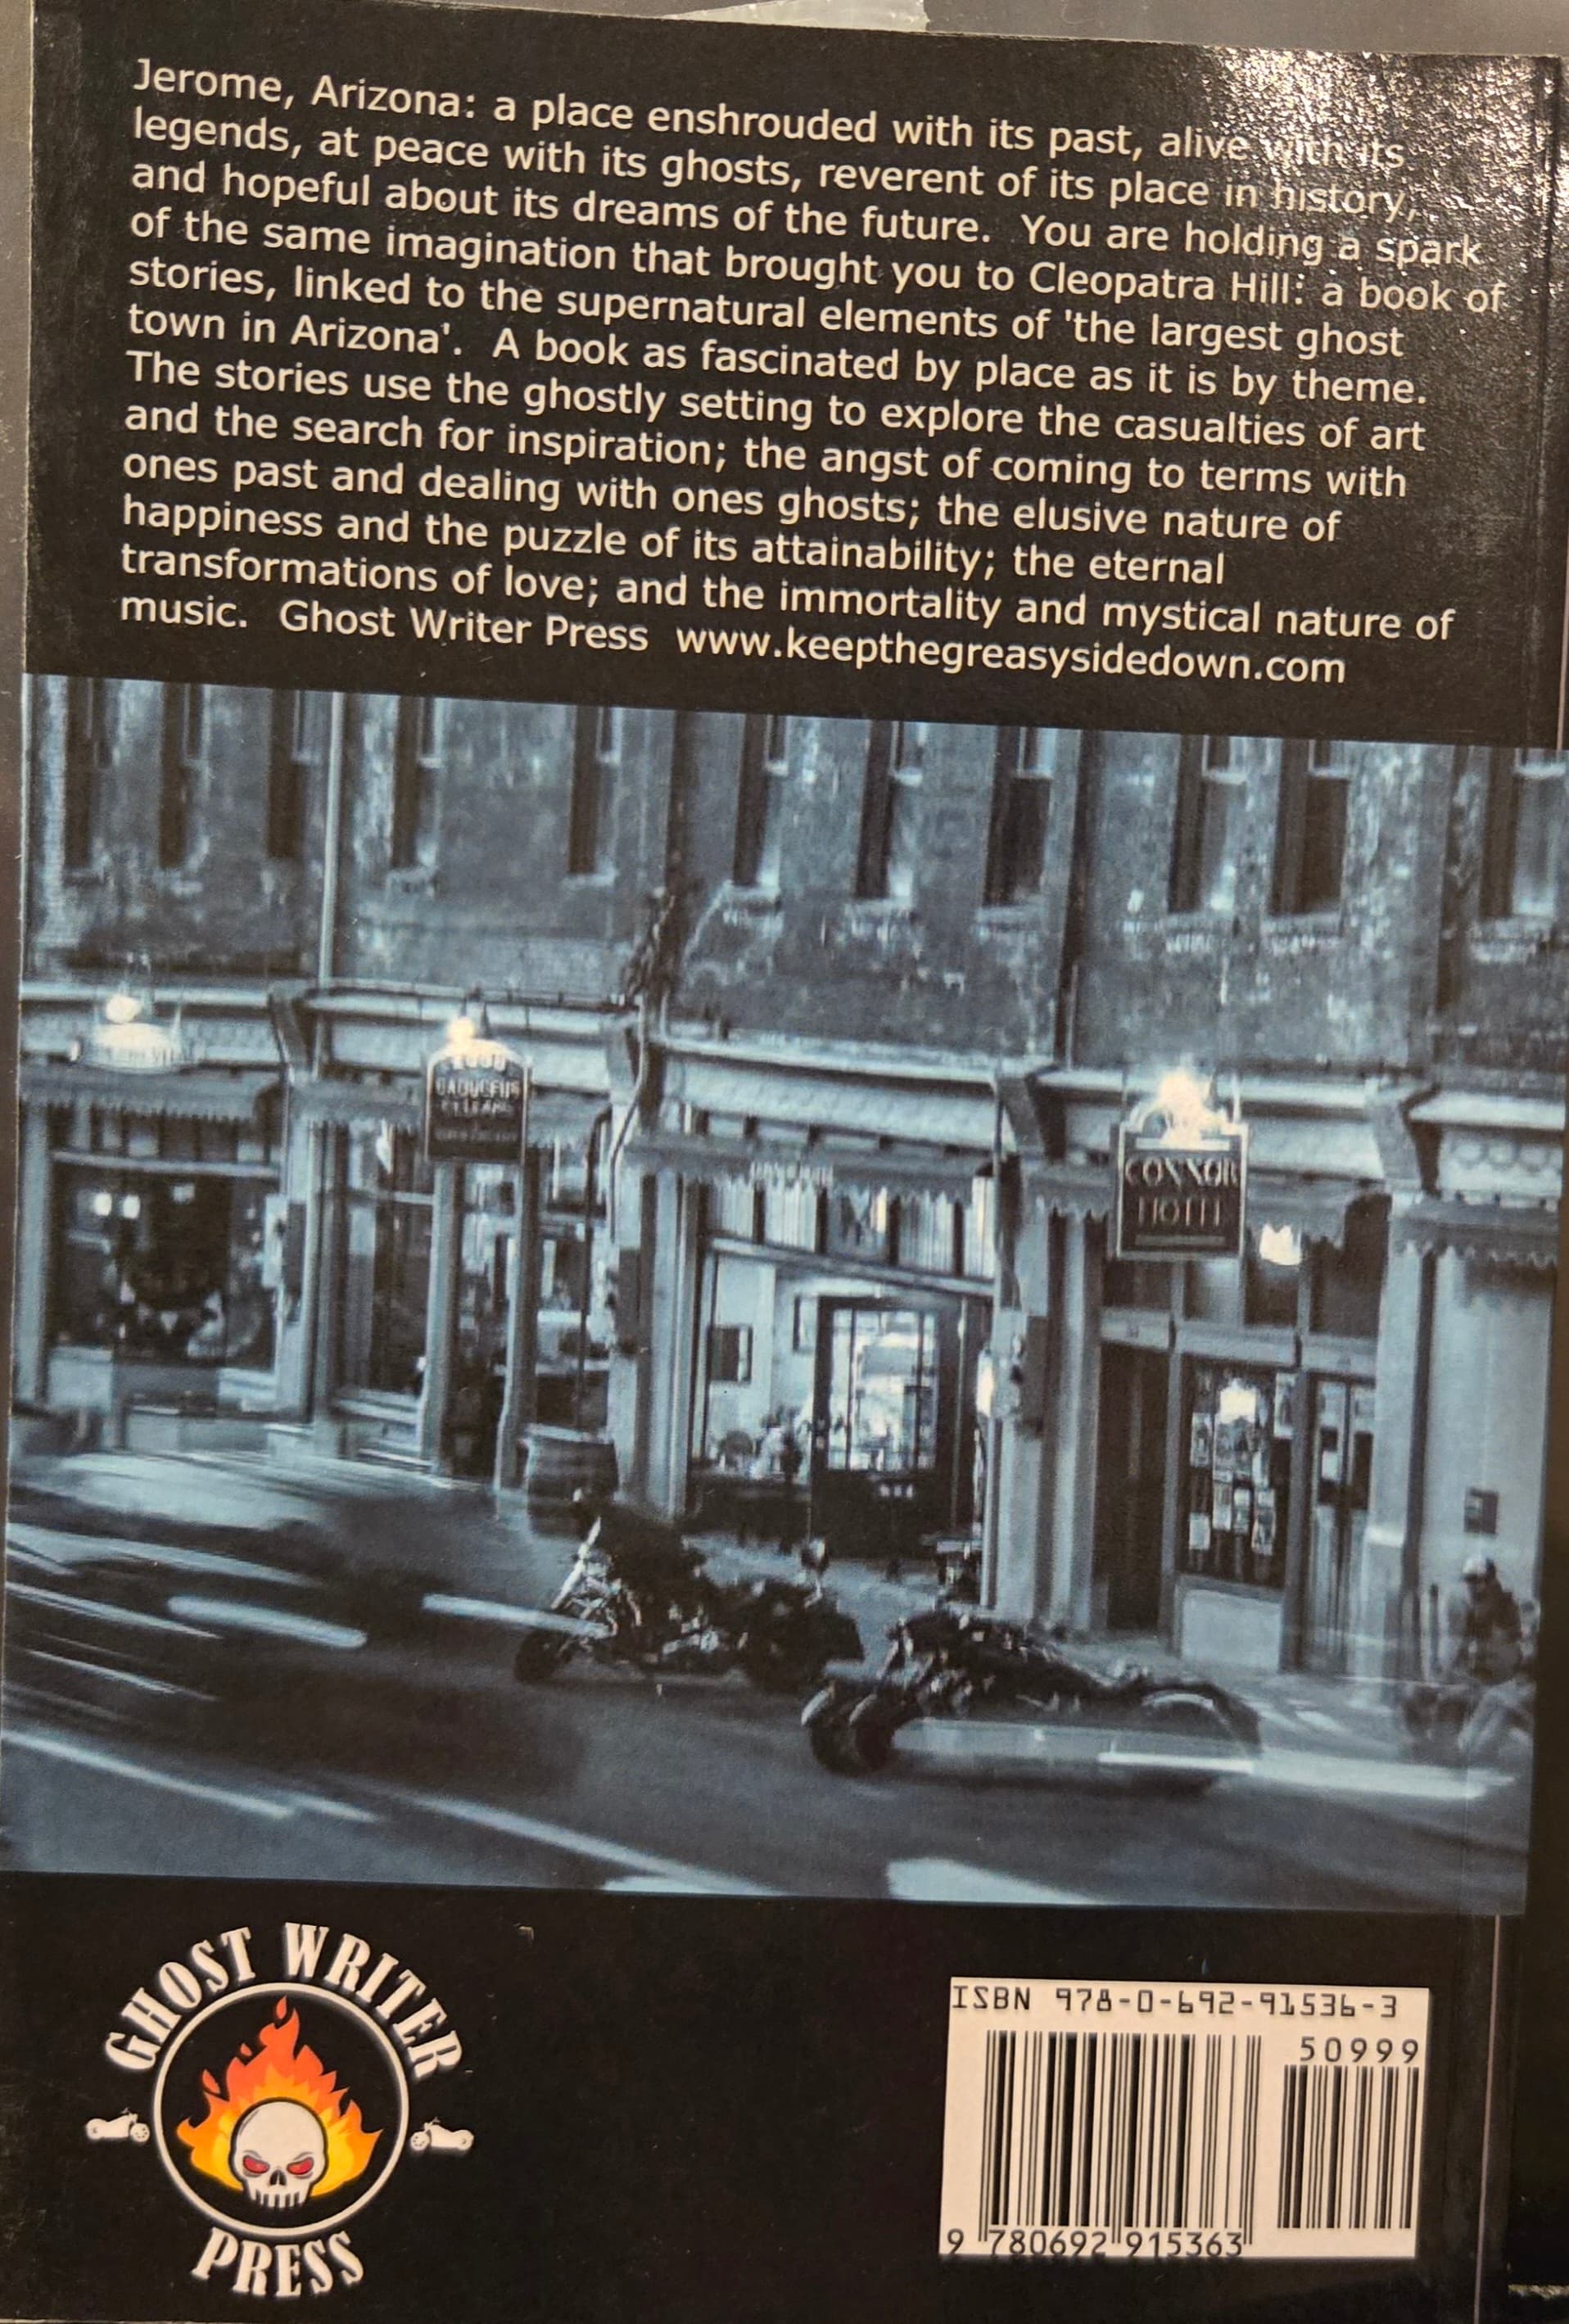 Jerome, Arizona: a place enshrouded with its past, alive with its
legends, at peace with its ghosts, reverent of its place in history,
and hopeful about its dreams of the future.  You are holding a spark
of the same imagination that brought you to Cleopatra Hill: a book of
stories, linked to the supernatural elements of 'the largest ghost
town in Arizona'.  A book as fascinated by place as it is by theme.
The stories use the ghostly setting to explore the casualties of art
and the search for inspiration; the angst of coming to terms with
ones past and dealing with ones ghosts; the elusive nature of
happiness and the puzzle of its attainability; the eternal
transformations of love; and the immortality and mystical nature of
music.  Ghost Writer Press  www.keepthegreasysidedown.com
CADUCEUS
CELLARS
CONNOR
HOTEL
GHOST WRITER
PRESS
ISBN 978-0-692-91536-3
50999
9 780692 915363